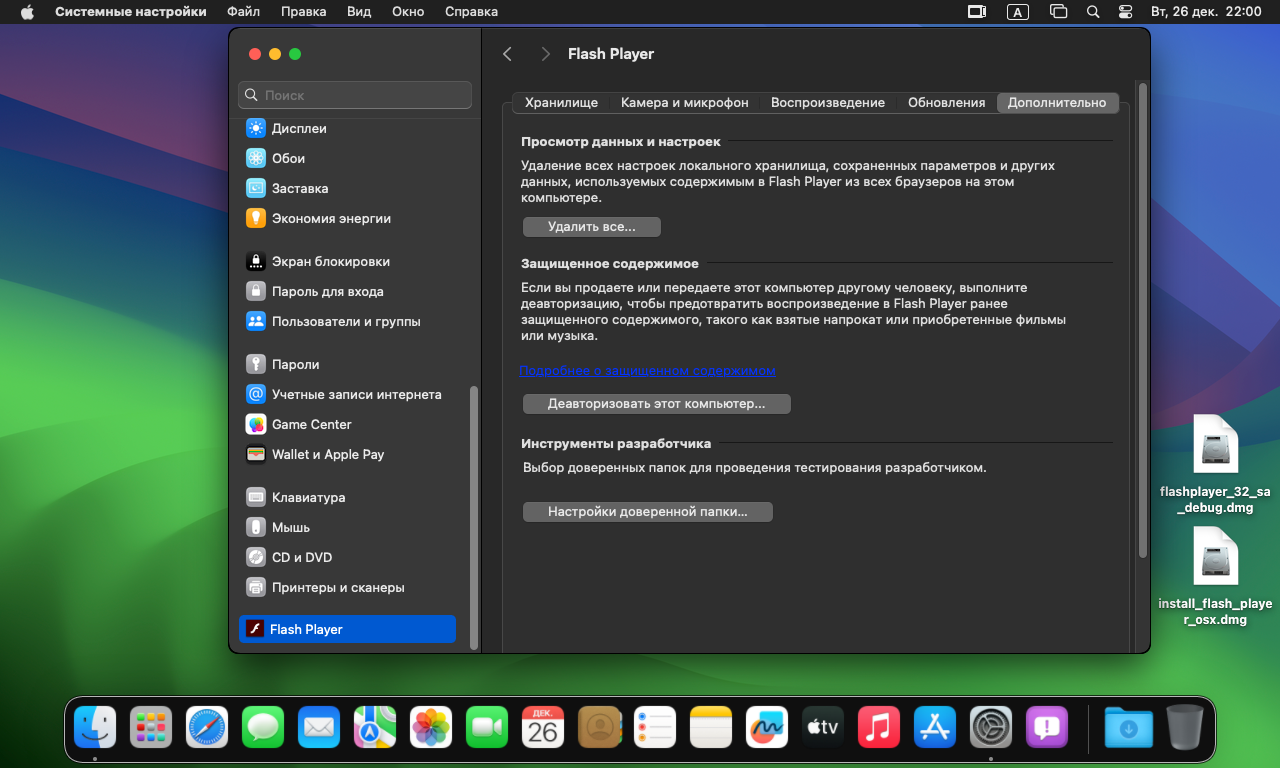 Системные настройки Файл Правка Вид Окно Справка A Вт, 26 дек. 22:00
Flash Player
Поиск
Дисплеи
Обои
Заставка
Экономия энергии
Экран блокировки
Пароль для входа
Пользователи и группы
Пароли
Учетные записи интернета
Game Center
Wallet и Apple Pay
Клавиатура
Мышь
CD и DVD
Принтеры и сканеры
Flash Player
Хранилище Камера и микрофон Воспроизведение Обновления Дополнительно
Просмотр данных и настроек
Удаление всех настроек локального хранилища, сохраненных параметров и других
данных, используемых содержимым в Flash Player из всех браузеров на этом
компьютере.
Удалить все...
Защищенное содержимое
Если вы продаете или передаете этот компьютер другому человеку, выполните
деавторизацию, чтобы предотвратить воспроизведение в Flash Player ранее
защищенного содержимого, такого как взятые напрокат или приобретенные фильмы
или музыка.
Подробнее о защищенном содержимом
Деавторизовать этот компьютер...
Инструменты разработчика
Выбор доверенных папок для проведения тестирования разработчиком.
Настройки доверенной папки...
flashplayer_32_sa
_debug.dmg
install_flash_playe
r_osx.dmg
ДЕК.
26
tv